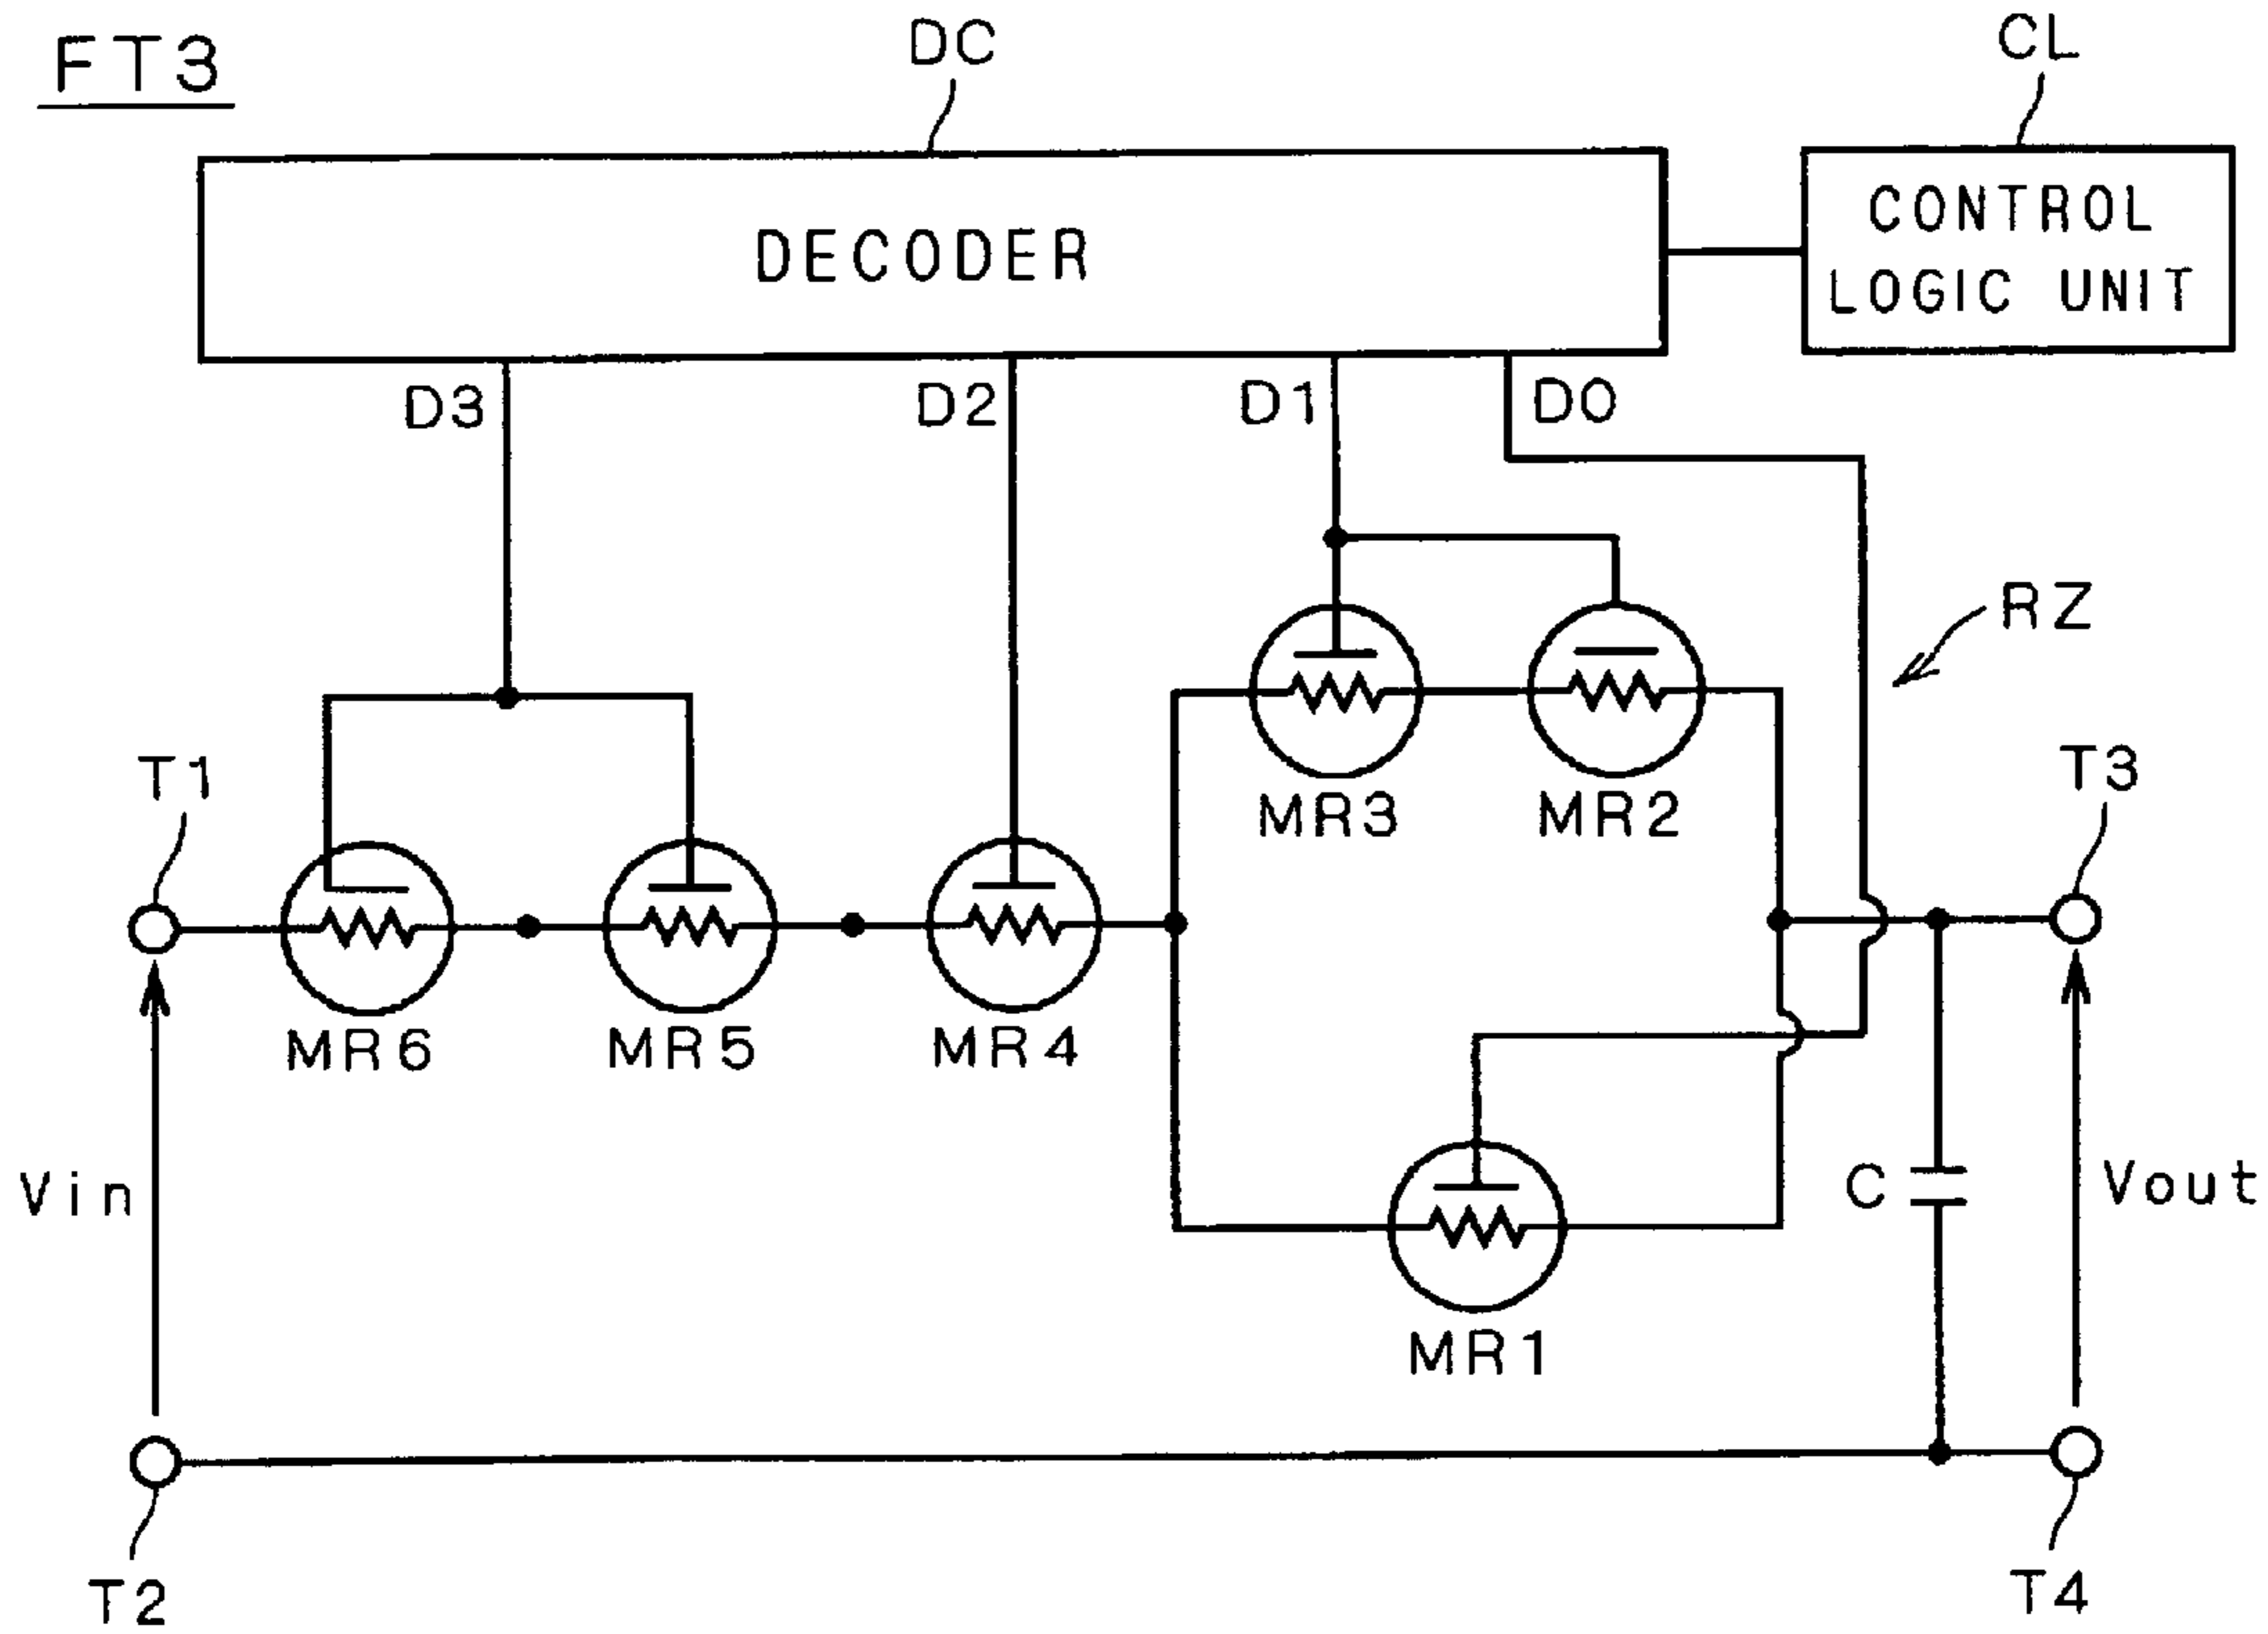 FT3
DC
CL
DECODER
CONTROL
LOGIC UNIT
D3
D2
D1
D0
RZ
T1
MR3
MR2
T3
MR6
MR5
MR4
Vin
C
Vout
MR1
T2
T4